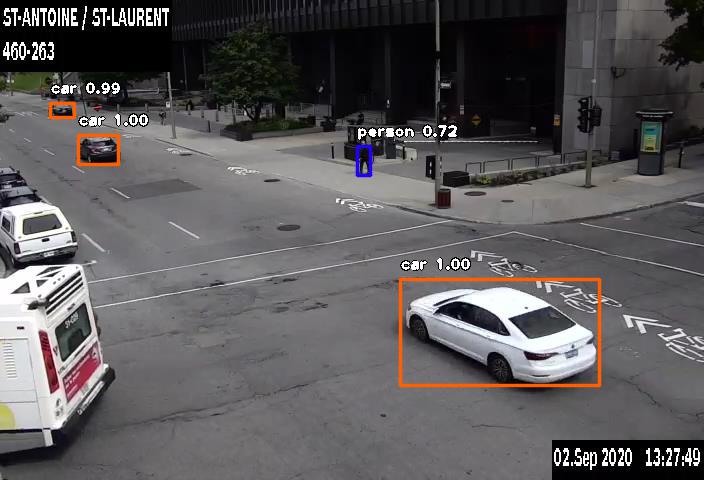 ST-ANTOINE / ST-LAURENT
460-263
car 0.99
car 1.00
person 0.72
car 1.00
02.Sep 2020 13:27:49